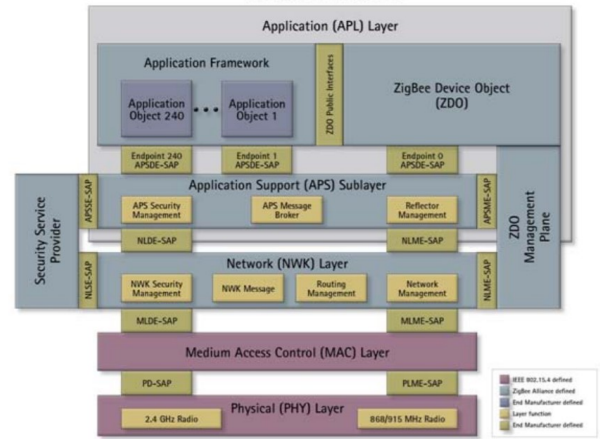 Application (APL) Layer
Application Framework
Application
Object 240
Application
Object 1
ZDO Public Interfaces
ZigBee Device Object
(ZDO)
Endpoint 240
APSDE-SAP
Endpoint 1
APSDE-SAP
Endpoint 0
APSDE-SAP
Security Service
Provider
APSSE-SAP
Application Support (APS) Sublayer
APS Security
Management
APS Message
Broker
Reflector
Management
APSME-SAP
ZDO
Management
Plane
NLDE-SAP
NLME-SAP
NLSE-SAP
Network (NWK) Layer
NWK Security
Management
NWK Message
Routing
Management
Network
Management
NLME-SAP
MLDE-SAP
MLME-SAP
Medium Access Control (MAC) Layer
PD-SAP
PLME-SAP
Physical (PHY) Layer
2.4 GHz Radio
868/915 MHz Radio
IEEE 802.15.4 defined
ZigBee Alliance defined
End Manufacturer defined
Layer function
End Manufacturer defined